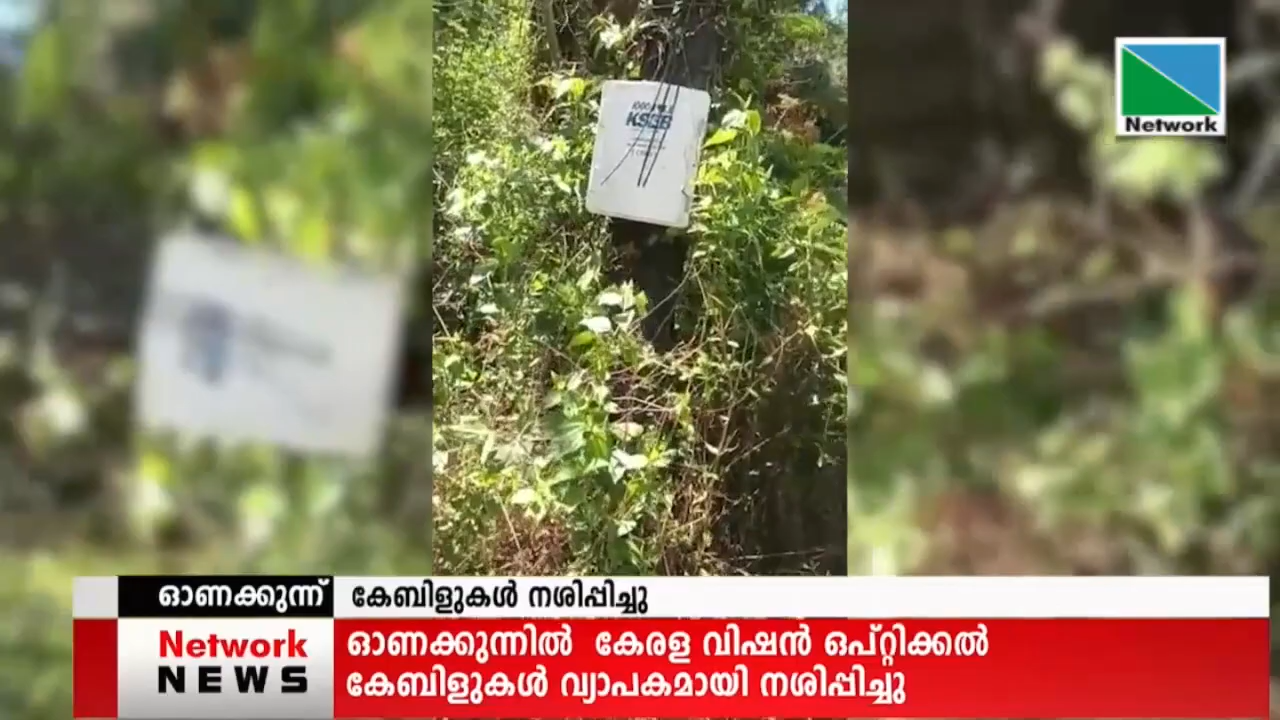 Network
KSEB
ഓണക്കുന്ന്
കേബിളുകൾ നശിപ്പിച്ചു
Network
NEWS
ഓണക്കുന്നിൽ കേരള വിഷൻ ഒപ്റ്റിക്കൽ
കേബിളുകൾ വ്യാപകമായി നശിപ്പിച്ചു